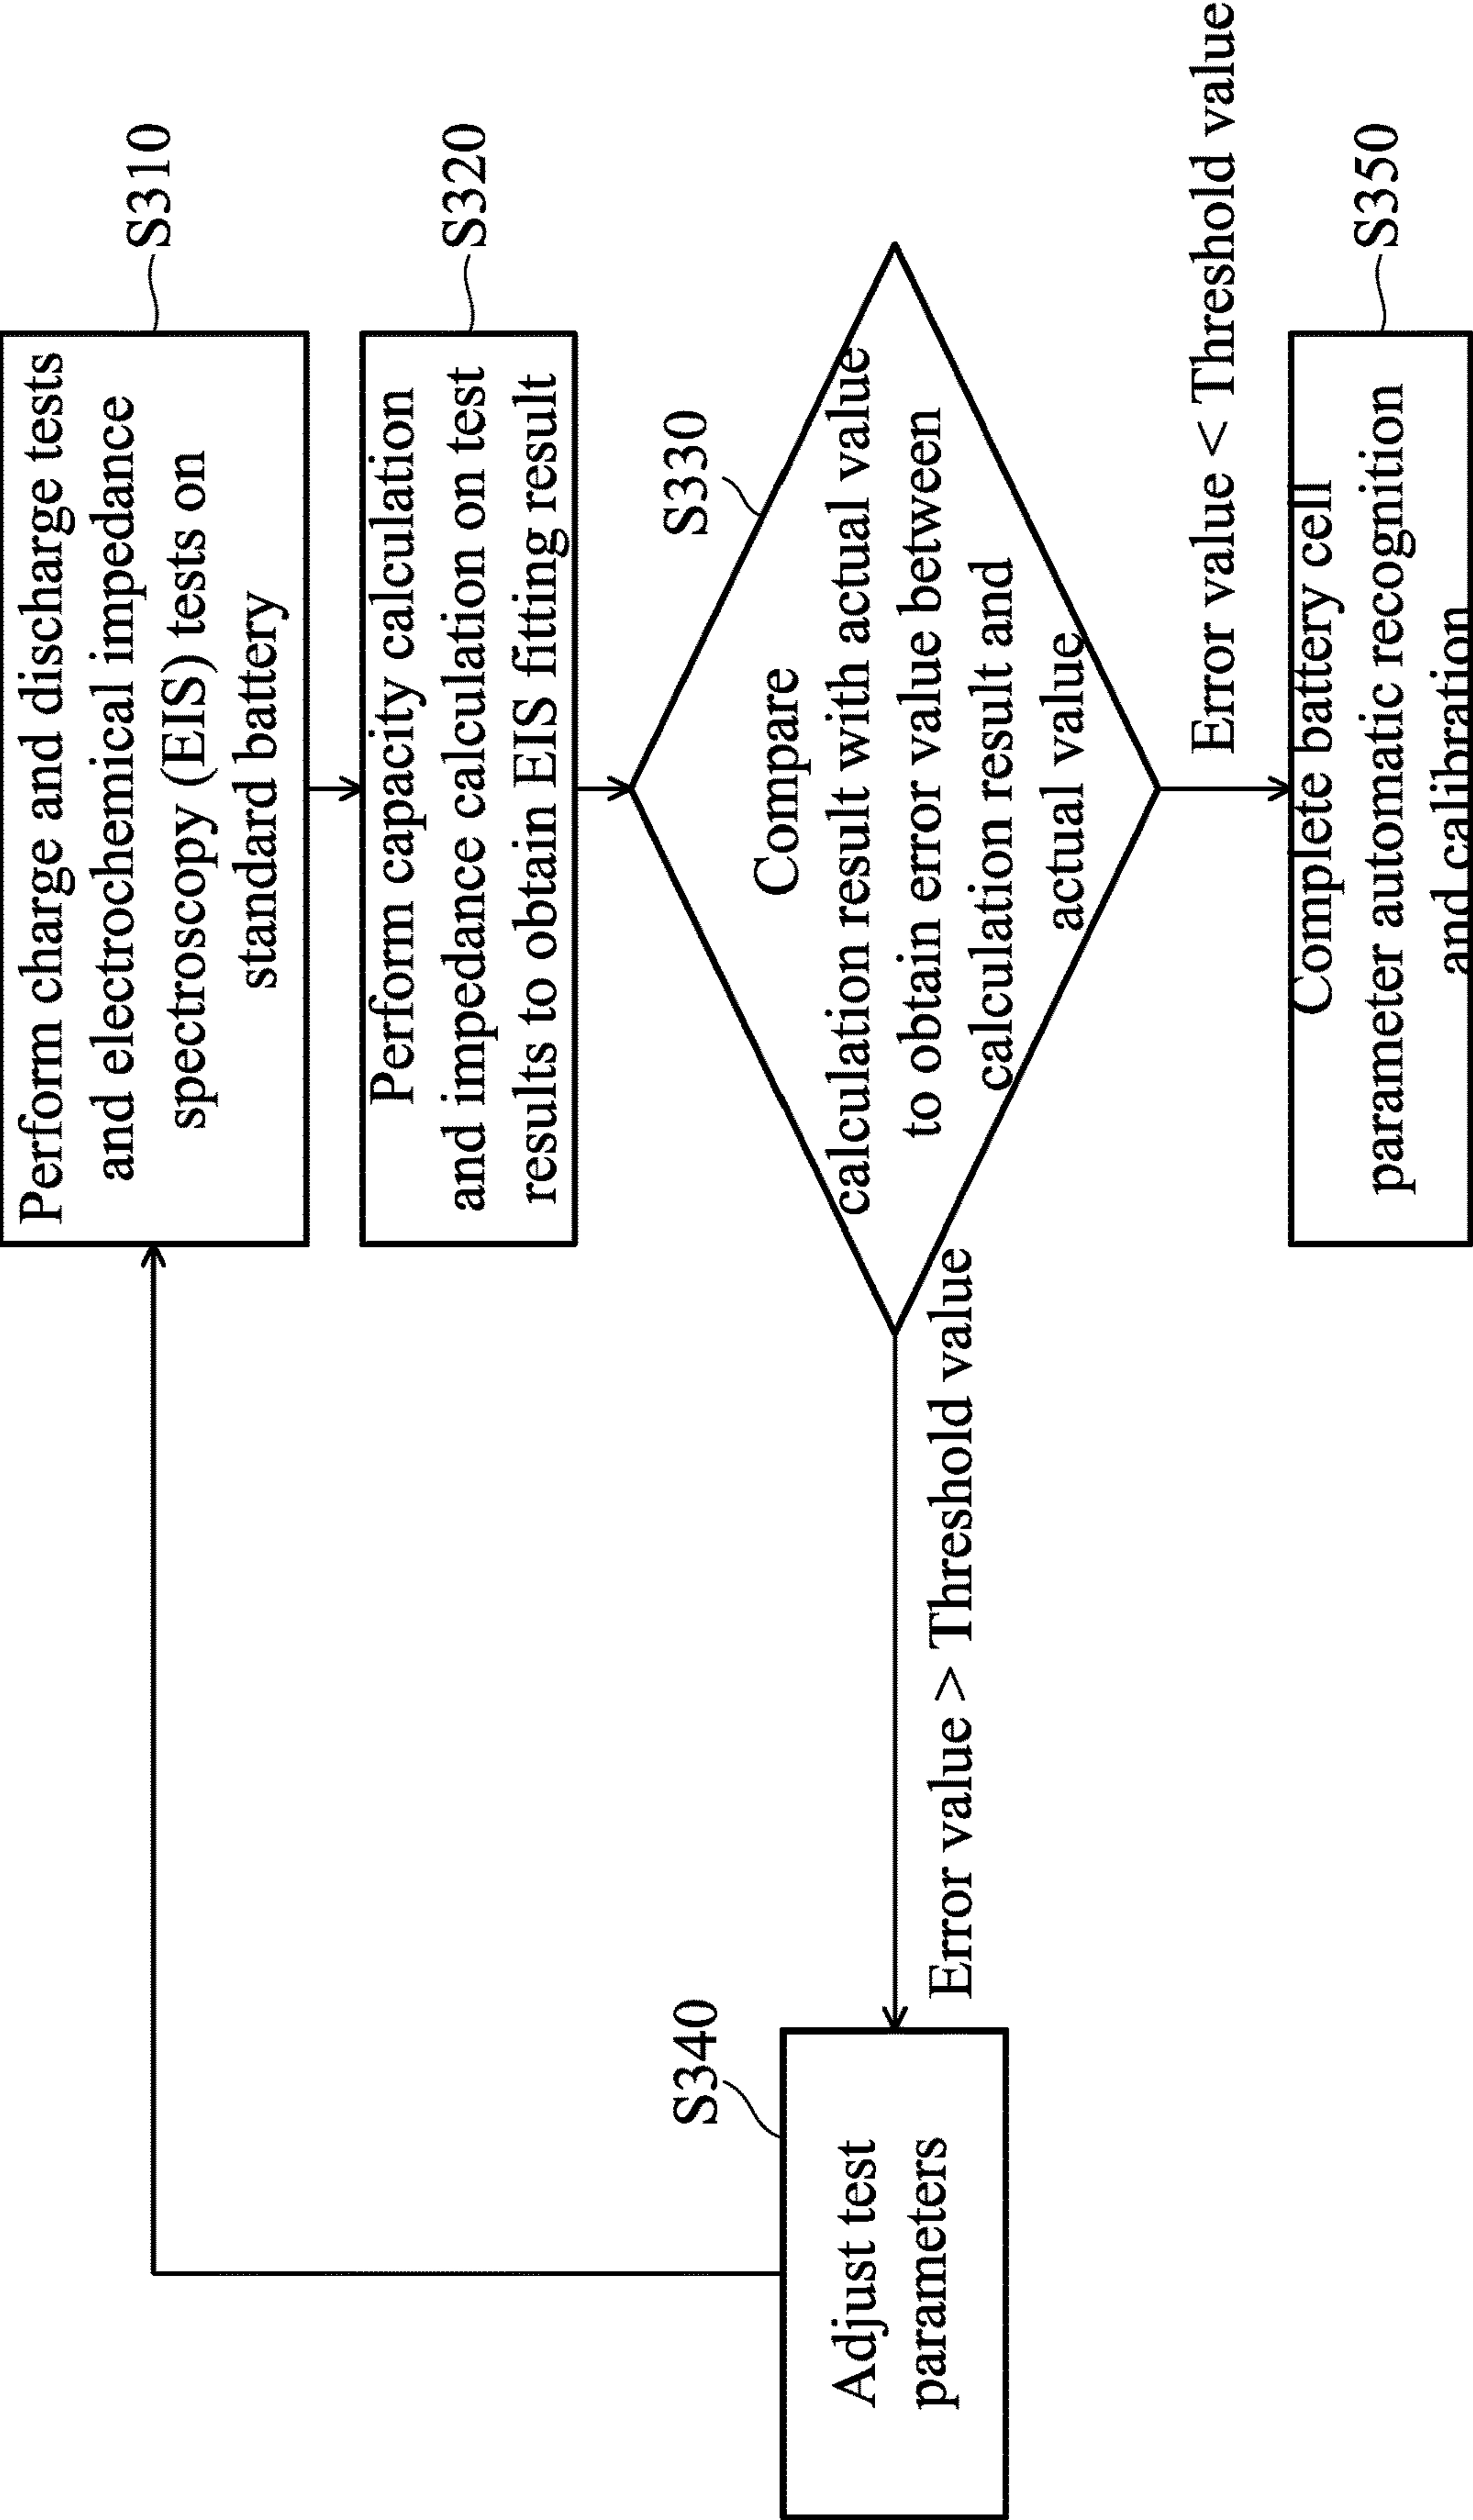 Perform charge and discharge tests
and electrochemical impedance
spectroscopy (EIS) tests on
standard battery
S310
Perform capacity calculation
and impedance calculation on test
results to obtain EIS fitting result
S320
S330
Compare
calculation result with actual value
to obtain error value between
calculation result and
actual value
Error value > Threshold value
S340
Adjust test
parameters
Error value < Threshold value
S350
Complete battery cell
parameter automatic recognition
and calibration